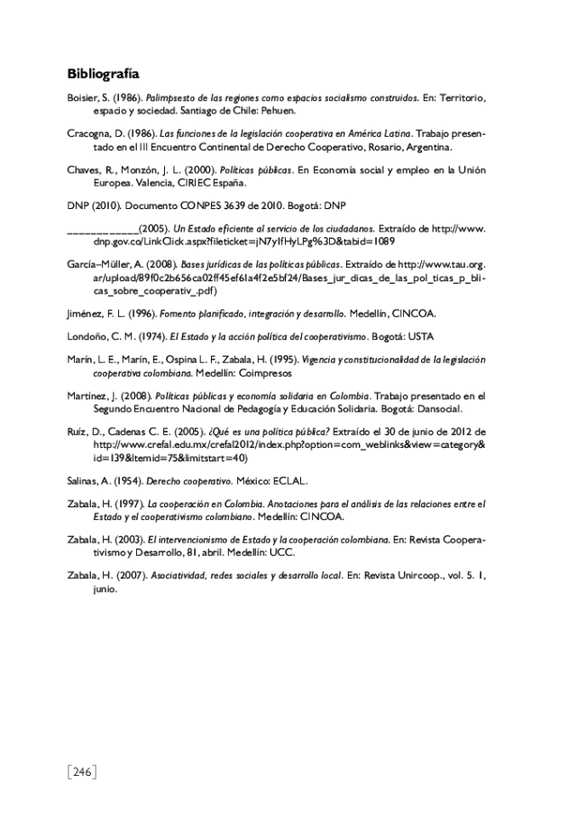 Bibliografía
Boisier, S. (1986). Palimpsesto de las regiones como espacios socialismo construidos. En: Territorio,
espacio y sociedad. Santiago de Chile: Pehuen.
Cracogna, D. (1986). Las funciones de la legislación cooperativa en América Latina. Trabajo presen-
tado en el III Encuentro Continental de Derecho Cooperativo, Rosario, Argentina.
Chaves, R., Monzón, J. L. (2000). Políticas públicas. En Economía social y empleo en la Unión
Europea. Valencia, CIRIEC España.
DNP (2010). Documento CONPES 3639 de 2010. Bogotá: DNP
____________(2005). Un Estado eficiente al servicio de los ciudadanos. Extraído de http://www.
dnp.gov.co/LinkClick.aspx?fileticket=jN7yIfHyLPg%3D&tabid=1089
García–Müller, A. (2008). Bases jurídicas de las políticas públicas. Extraído de http://www.tau.org.
ar/upload/89f0c2b656ca02ff45ef61a4f2e5bf24/Bases_jur_dicas_de_las_pol_ticas_p_bli-
cas_sobre_cooperativ_.pdf)
Jiménez, F. L. (1996). Fomento planificado, integración y desarrollo. Medellín, CINCOA.
Londoño, C. M. (1974). El Estado y la acción política del cooperativismo. Bogotá: USTA
Marín, L. E., Marín, E., Ospina L. F., Zabala, H. (1995). Vigencia y constitucionalidad de la legislación
cooperativa colombiana. Medellín: Coimpresos
Martínez, J. (2008). Políticas públicas y economía solidaria en Colombia. Trabajo presentado en el
Segundo Encuentro Nacional de Pedagogía y Educación Solidaria. Bogotá: Dansocial.
Ruíz, D., Cadenas C. E. (2005). ¿Qué es una política pública? Extraído el 30 de junio de 2012 de
http://www.crefal.edu.mx/crefal2012/index.php?option=com_weblinks&view=category&
id=139&Itemid=75&limitstart=40)
Salinas, A. (1954). Derecho cooperativo. México: ECLAL.
Zabala, H. (1997). La cooperación en Colombia. Anotaciones para el análisis de las relaciones entre el
Estado y el cooperativismo colombiano. Medellín: CINCOA.
Zabala, H. (2003). El intervencionismo de Estado y la cooperación colombiana. En: Revista Coopera-
tivismo y Desarrollo, 81, abril. Medellín: UCC.
Zabala, H. (2007). Asociatividad, redes sociales y desarrollo local. En: Revista Unircoop., vol. 5. 1,
junio.
[246]